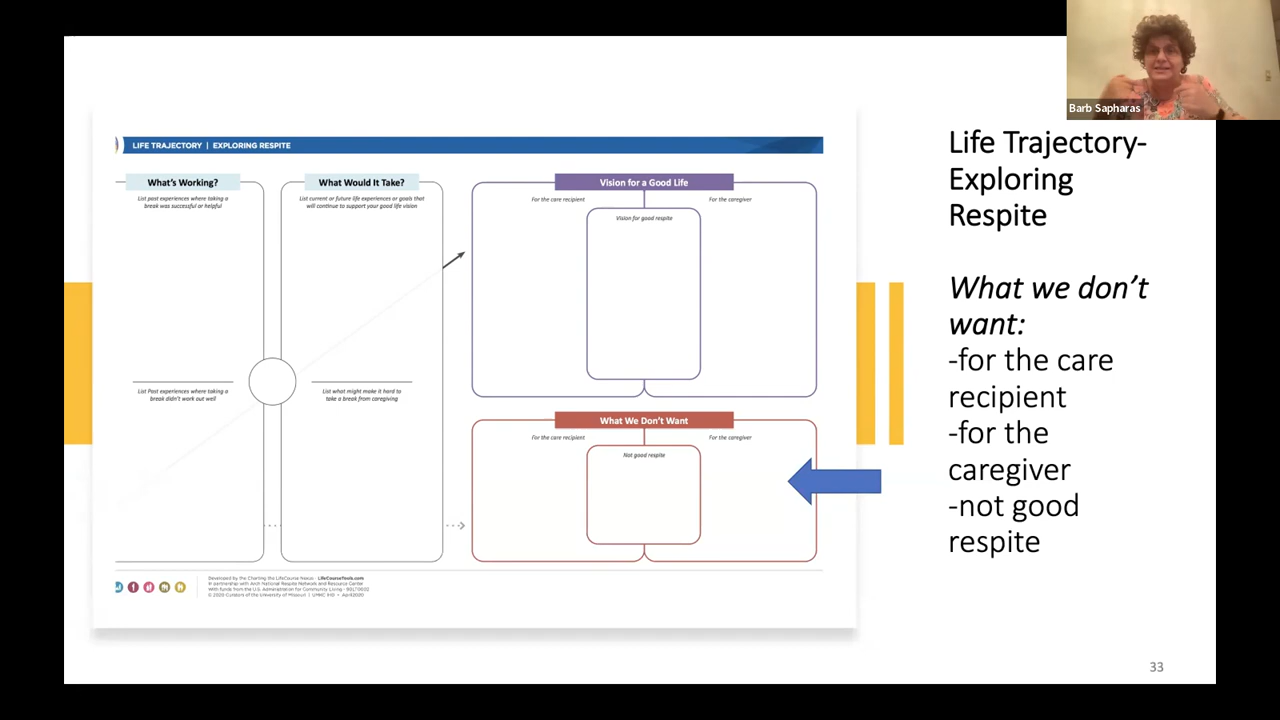 Barb Sapharas
LIFE TRAJECTORY | EXPLORING RESPITE
What's Working?
List past experiences where taking a
break was successful or helpful
List Past experiences where taking a
break didn't work out well
What Would It Take?
List current or future life experiences or goals that
will continue to support your good life vision
List what might make it hard to
take a break from caregiving
Vision for a Good Life
For the care recipient
For the caregiver
Vision for good respite
What We Don't Want
For the care recipient
For the caregiver
Not good respite
Developed by the Charting the LifeCourse Nexus - LifeCourseTools.com
In partnership with Arch National Respite Network and Resource Center
With funds from the U.S. Administration for Community Living -
© 2020 Curators of the University of Missouri | UMKC IHD •
Life Trajectory-
Exploring
Respite
What we don't
want:
-for the care
recipient
-for the
caregiver
-not good
respite
33